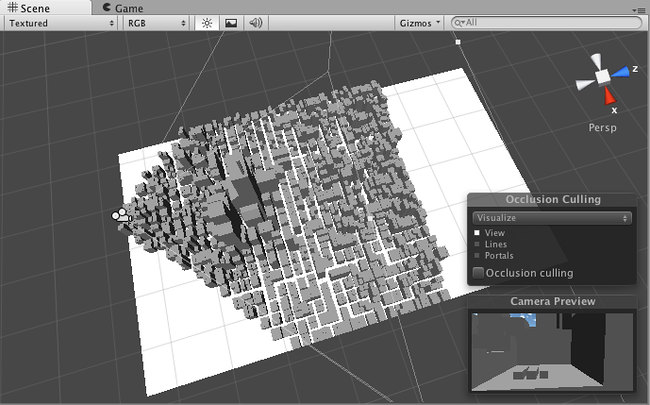 Scene Game
Textured RGB Gizmos All
z
x
Persp
Occlusion Culling
Visualize
View
Lines
Portals
Occlusion culling
Camera Preview